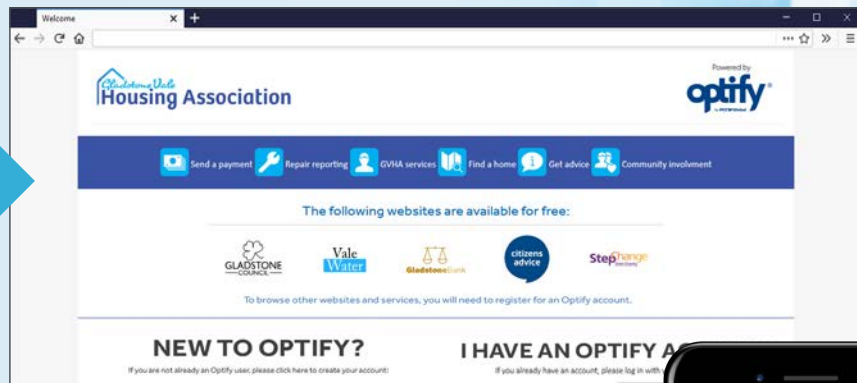 Welcome
Gladstone Vale
Housing Association
Powered by
optify
Send a payment Repair reporting GVHA services Find a home Get advice Community involvment
The following websites are available for free:
GLADSTONE
COUNCIL
Vale
Water
GladstoneBank
citizens
advice
StepChange
Debt Charity
To browse other websites and services, you will need to register for an Optify account.
NEW TO OPTIFY?
If you are not already an Optify user, please click here to create your account:
I HAVE AN OPTIFY
If you already have an account, please log in with